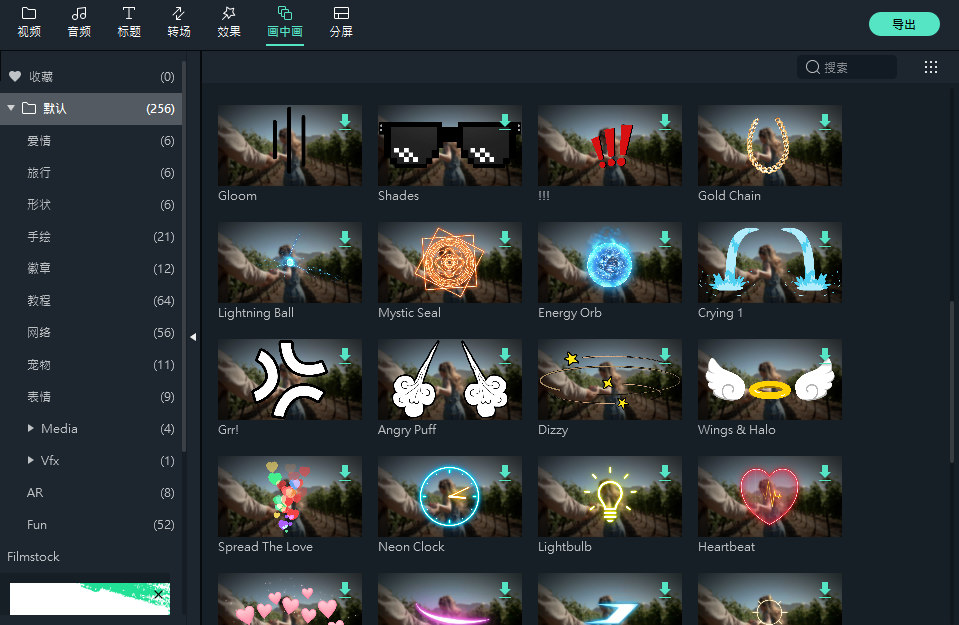 视频 音频 标题 转场 效果 画中画 分屏 导出
搜索
收藏 (0)
默认 (256)
爱情 (6)
旅行 (6)
形状 (6)
手绘 (21)
徽章 (12)
教程 (64)
网络 (56)
宠物 (11)
表情 (9)
Media (4)
Vfx (1)
AR (8)
Fun (52)
Filmstock
Gloom Shades !!! Gold Chain
Lightning Ball Mystic Seal Energy Orb Crying 1
Grr! Angry Puff Dizzy Wings & Halo
Spread The Love Neon Clock Lightbulb Heartbeat